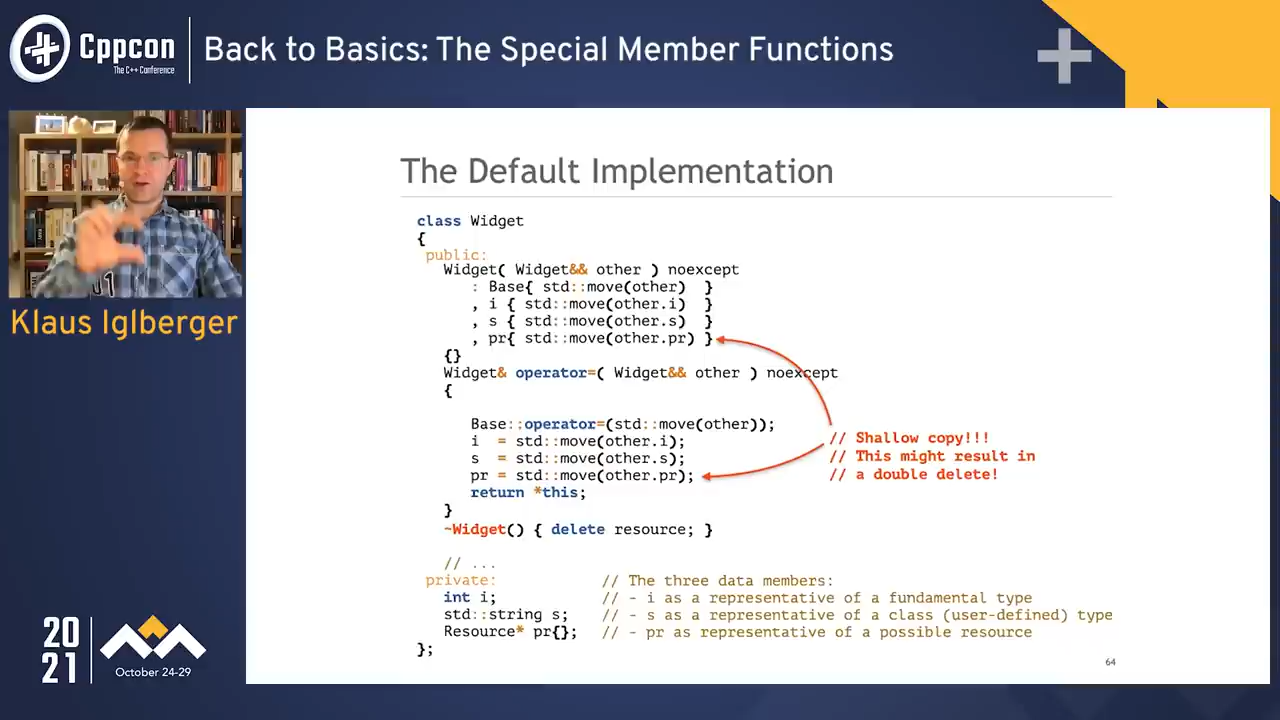 Cppcon
The C++ Conference
Back to Basics: The Special Member Functions
Klaus Iglberger
The Default Implementation
class Widget
{
public:
Widget( Widget&& other ) noexcept
: Base{ std::move(other) }
, i { std::move(other.i) }
, s { std::move(other.s) }
, pr{ std::move(other.pr) }
{}
Widget& operator=( Widget&& other ) noexcept
{
Base::operator=(std::move(other));
i = std::move(other.i);
s = std::move(other.s);
pr = std::move(other.pr);
return *this;
}
~Widget() { delete resource; }
// Shallow copy!!!
// This might result in
// a double delete!
// ...
private: // The three data members:
int i; // - i as a representative of a fundamental type
std::string s; // - s as a representative of a class (user-defined) type
Resource* pr{}; // - pr as representative of a possible resource
};
64
20
21
October 24-29